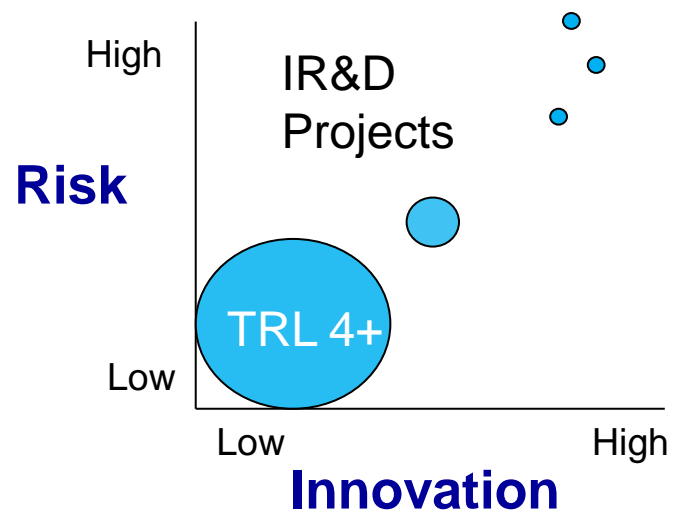 High
IR&D
Projects
Risk
TRL 4+
Low
Low
High
Innovation